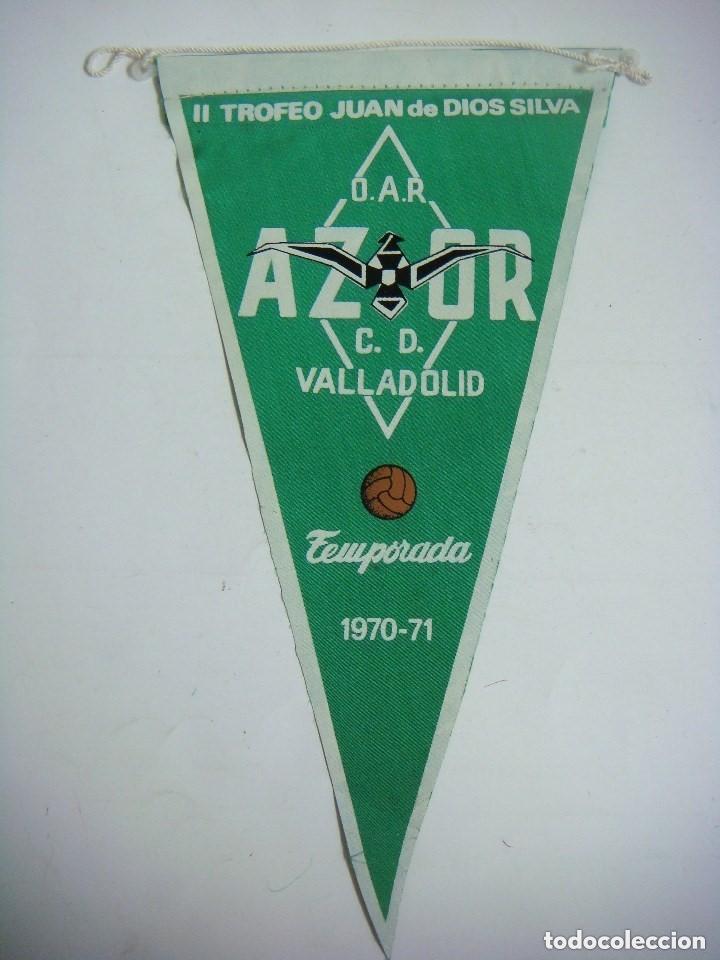 II TROFEO JUAN de DIOS SILVA
O.A.R.
AZOR
C. D.
VALLADOLID
Temporada
1970-71
todocoleccion